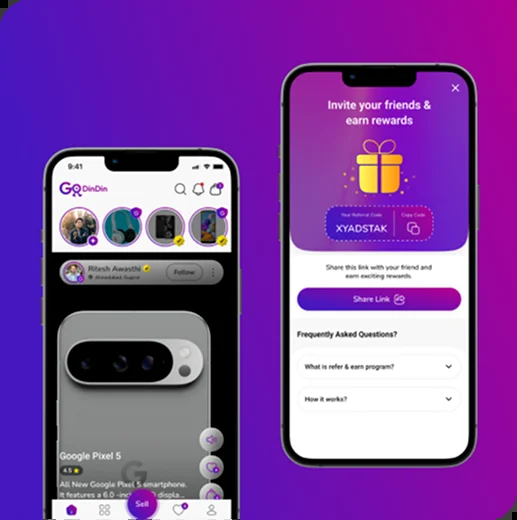 9:41
GO DinDin
Ritesh Awasthi
Ahmedabad, Gujrat
Follow
Google Pixel 5
4.5
All New Google Pixel 5 smartphone.
It features a 6.0 -inch displa...
Sell
Invite your friends &
earn rewards
Your Referral Code
Copy Code
XYADSTAK
Share this link with your friend and
earn exciting rewards.
Share Link
Frequently Asked Questions?
What is refer & earn program?
How it works?